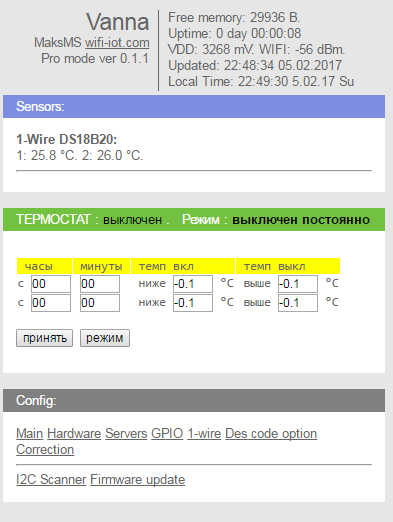 Vanna
MaksMS wifi-iot.com
Pro mode ver 0.1.1
Free memory: 29936 B.
Uptime: 0 day 00:00:08
VDD: 3268 mV. WIFI: -56 dBm.
Updated: 22:48:34 05.02.2017
Local Time: 22:49:30 5.02.17 Su
Sensors:
1-Wire DS18B20:
1: 25.8 °C. 2: 26.0 °C.
ТЕРМОСТАТ : выключен . Режим : выключен постоянно
часы минуты темп вкл темп выкл
с 00 00 ниже -0.1 °C выше -0.1 °C
с 00 00 ниже -0.1 °C выше -0.1 °C
принять режим
Config:
Main Hardware Servers GPIO 1-wire Des code option
Correction
I2C Scanner Firmware update